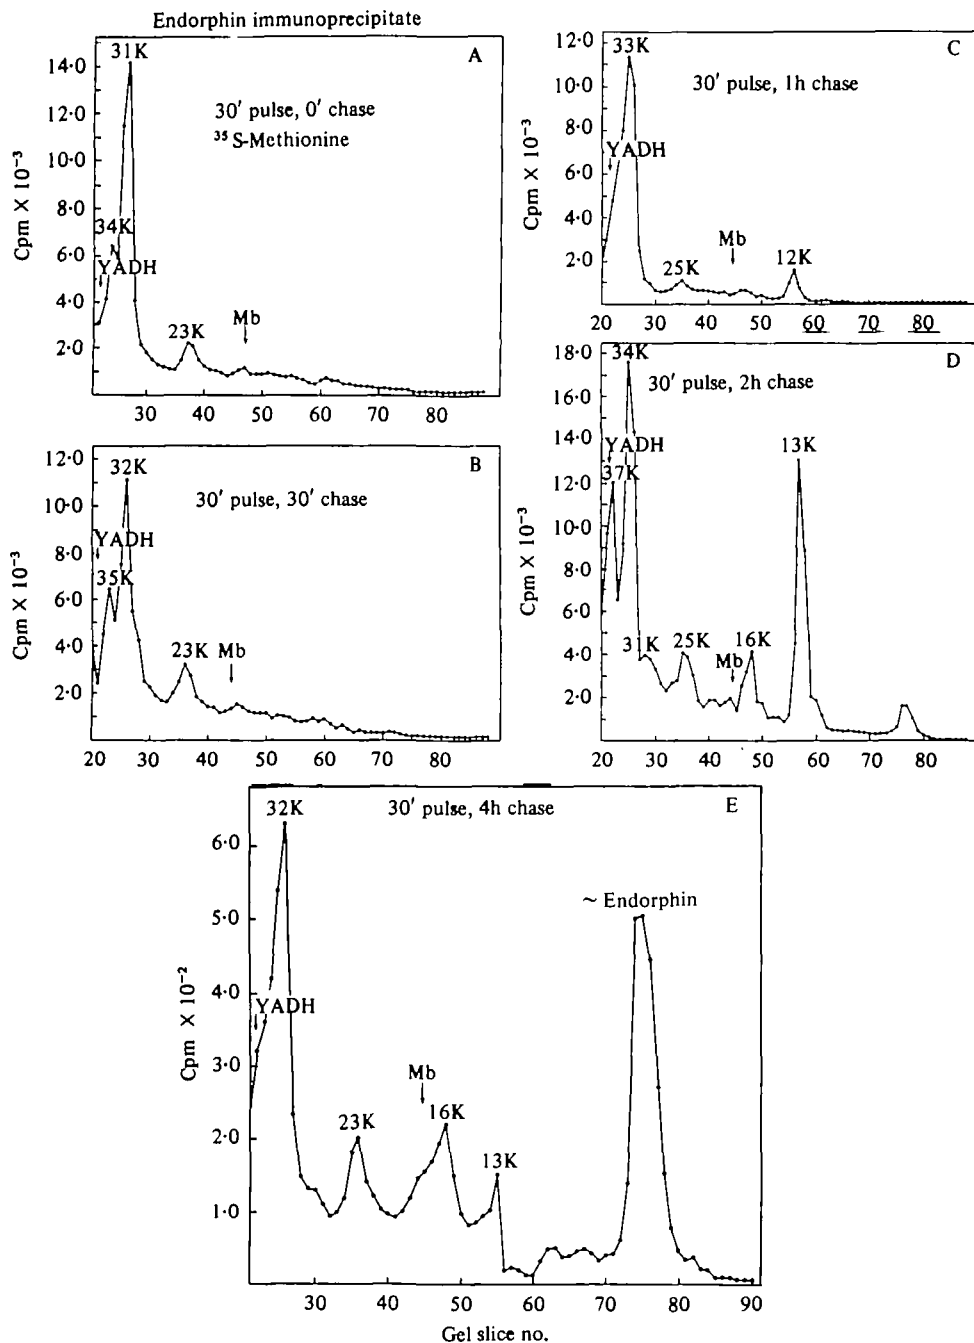 Endorphin immunoprecipitate
A
31K
30′ pulse, 0′ chase
³⁵S-Methionine
34K
YADH
23K
Mb
Cpm X 10⁻³
14·0
12·0
10·0
8·0
6·0
4·0
2·0
30 40 50 60 70 80
B
32K
30′ pulse, 30′ chase
YADH
35K
23K
Mb
Cpm X 10⁻³
12·0
10·0
8·0
6·0
4·0
2·0
20 30 40 50 60 70 80
C
33K
30′ pulse, 1h chase
YADH
Mb
25K
12K
Cpm X 10⁻³
12·0
10·0
8·0
6·0
4·0
2·0
20 30 40 50 60 70 80
D
34K
30′ pulse, 2h chase
YADH
37K
13K
31K
25K
Mb
16K
Cpm X 10⁻³
18·0
16·0
14·0
12·0
10·0
8·0
6·0
4·0
2·0
20 30 40 50 60 70 80
E
32K
30′ pulse, 4h chase
~ Endorphin
YADH
Mb
23K
16K
13K
Cpm X 10⁻²
6·0
5·0
4·0
3·0
2·0
1·0
30 40 50 60 70 80 90
Gel slice no.